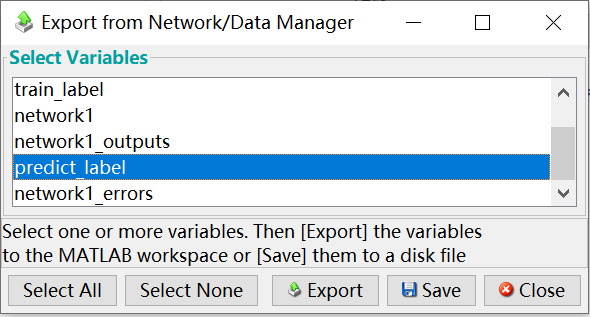 Export from Network/Data Manager
Select Variables
train_label
network1
network1_outputs
predict_label
network1_errors
Select one or more variables. Then [Export] the variables
to the MATLAB workspace or [Save] them to a disk file
Select All Select None Export Save Close